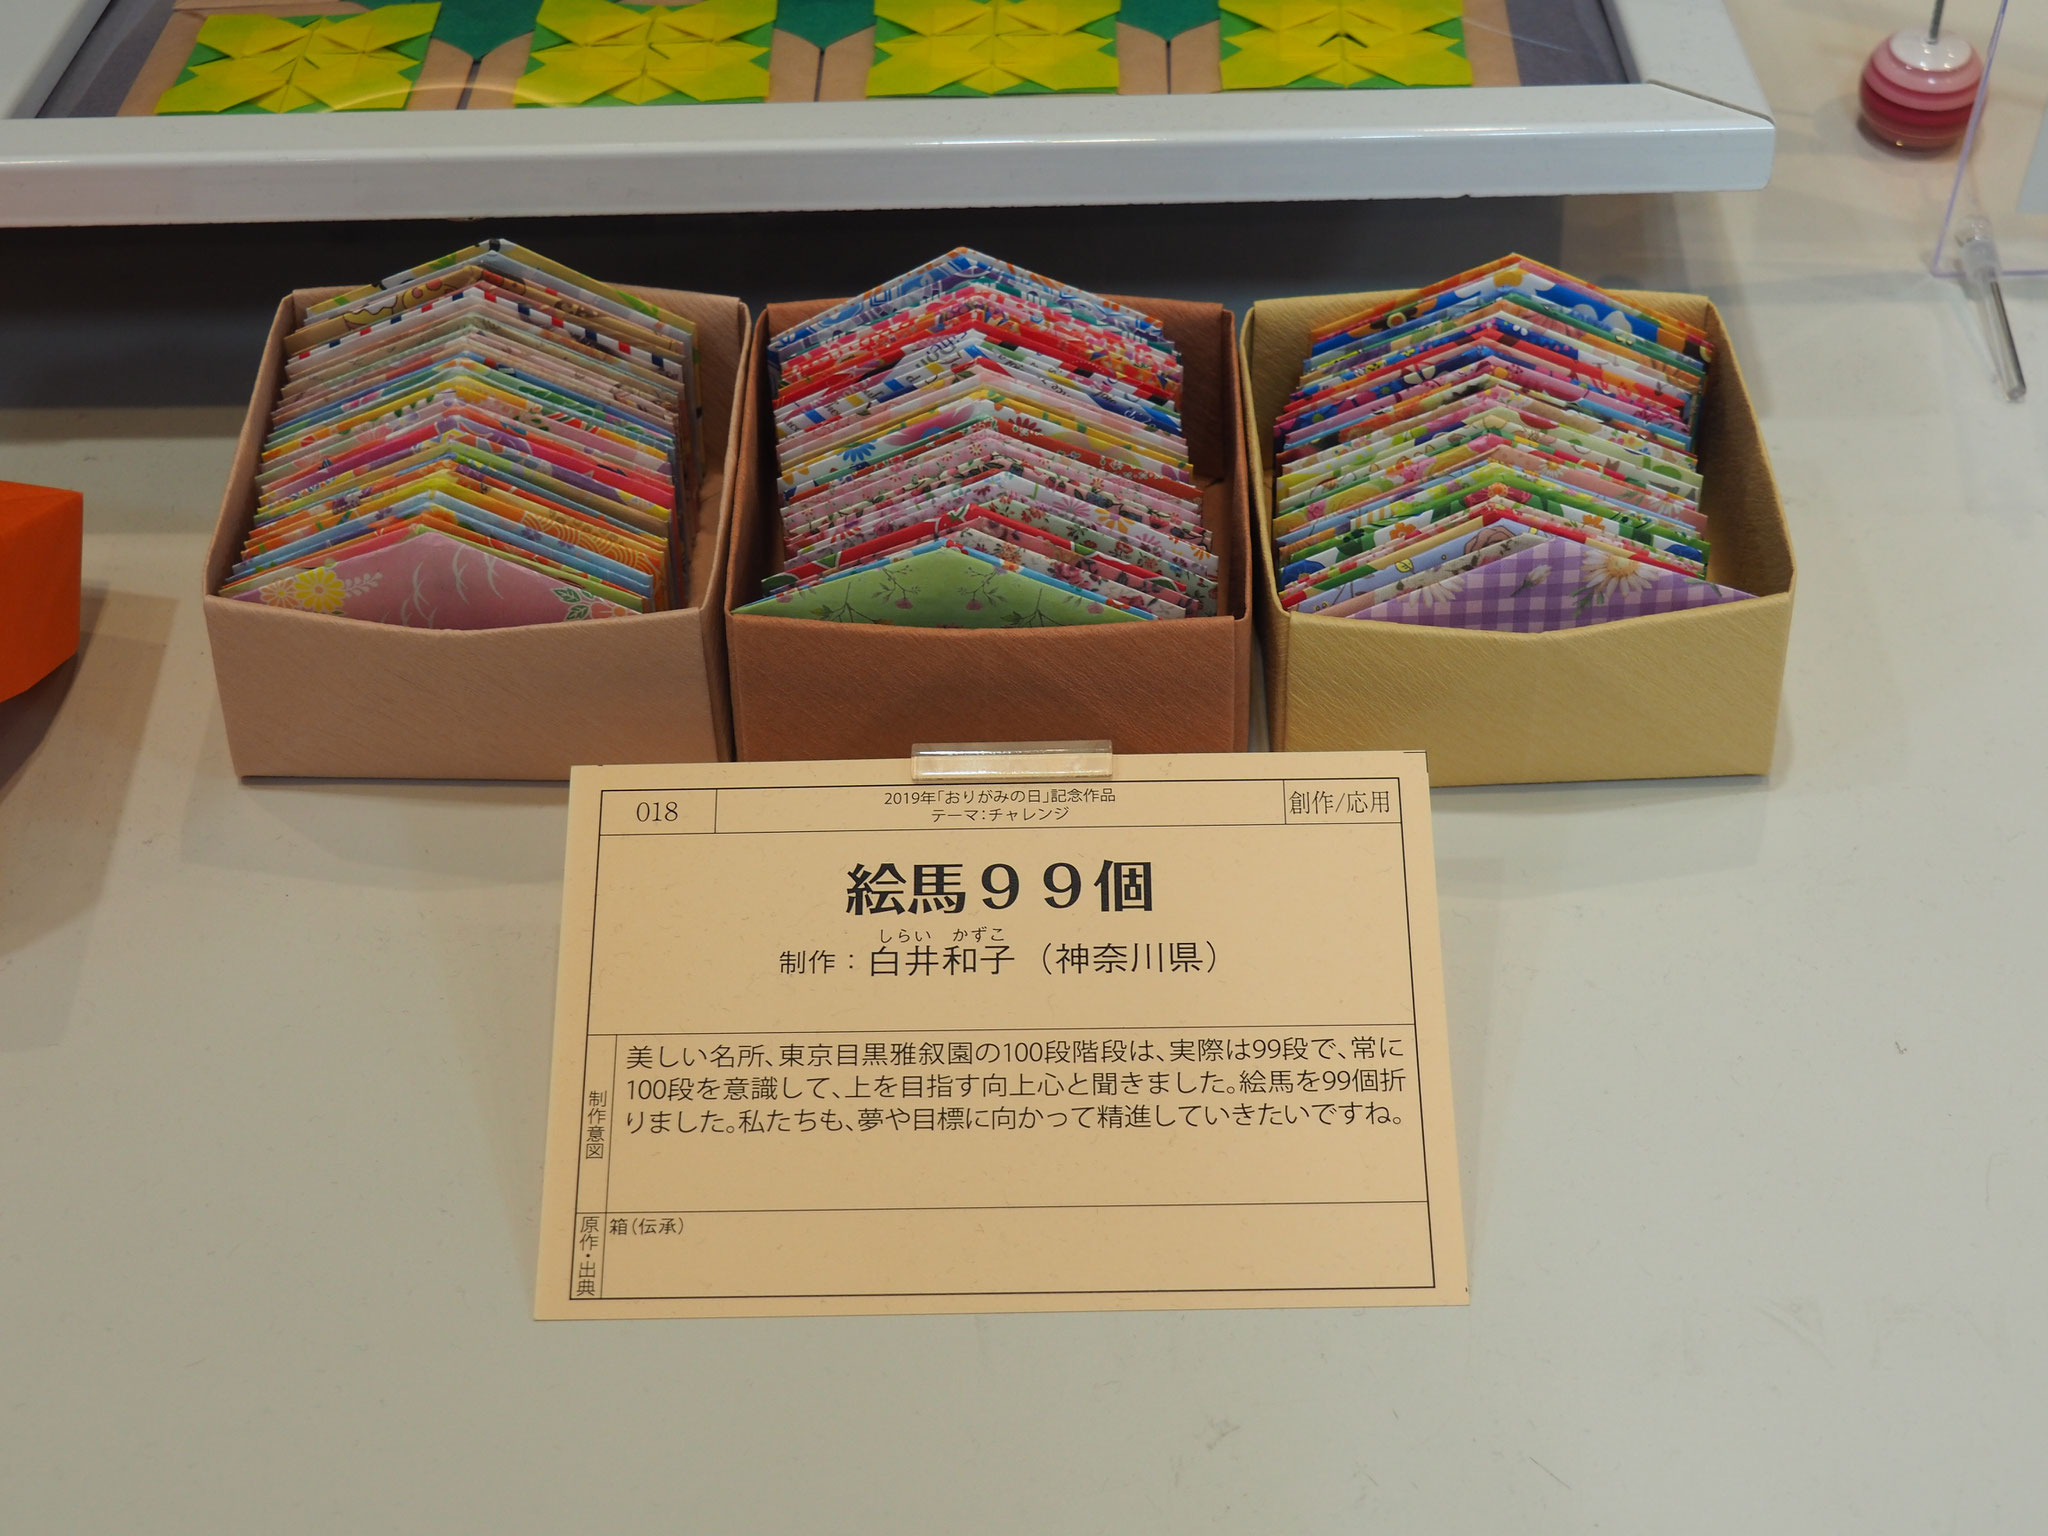 018
2019年「おりがみの日」記念作品
テーマ：チャレンジ
創作/応用
絵馬９９個
しらい かずこ
制作：白井和子（神奈川県）
制作意図
美しい名所、東京目黒雅叙園の100段階段は、実際は99段で、常に
100段を意識して、上を目指す向上心と聞きました。絵馬を99個折
りました。私たちも、夢や目標に向かって精進していきたいですね。
原作・出典
箱（伝承）